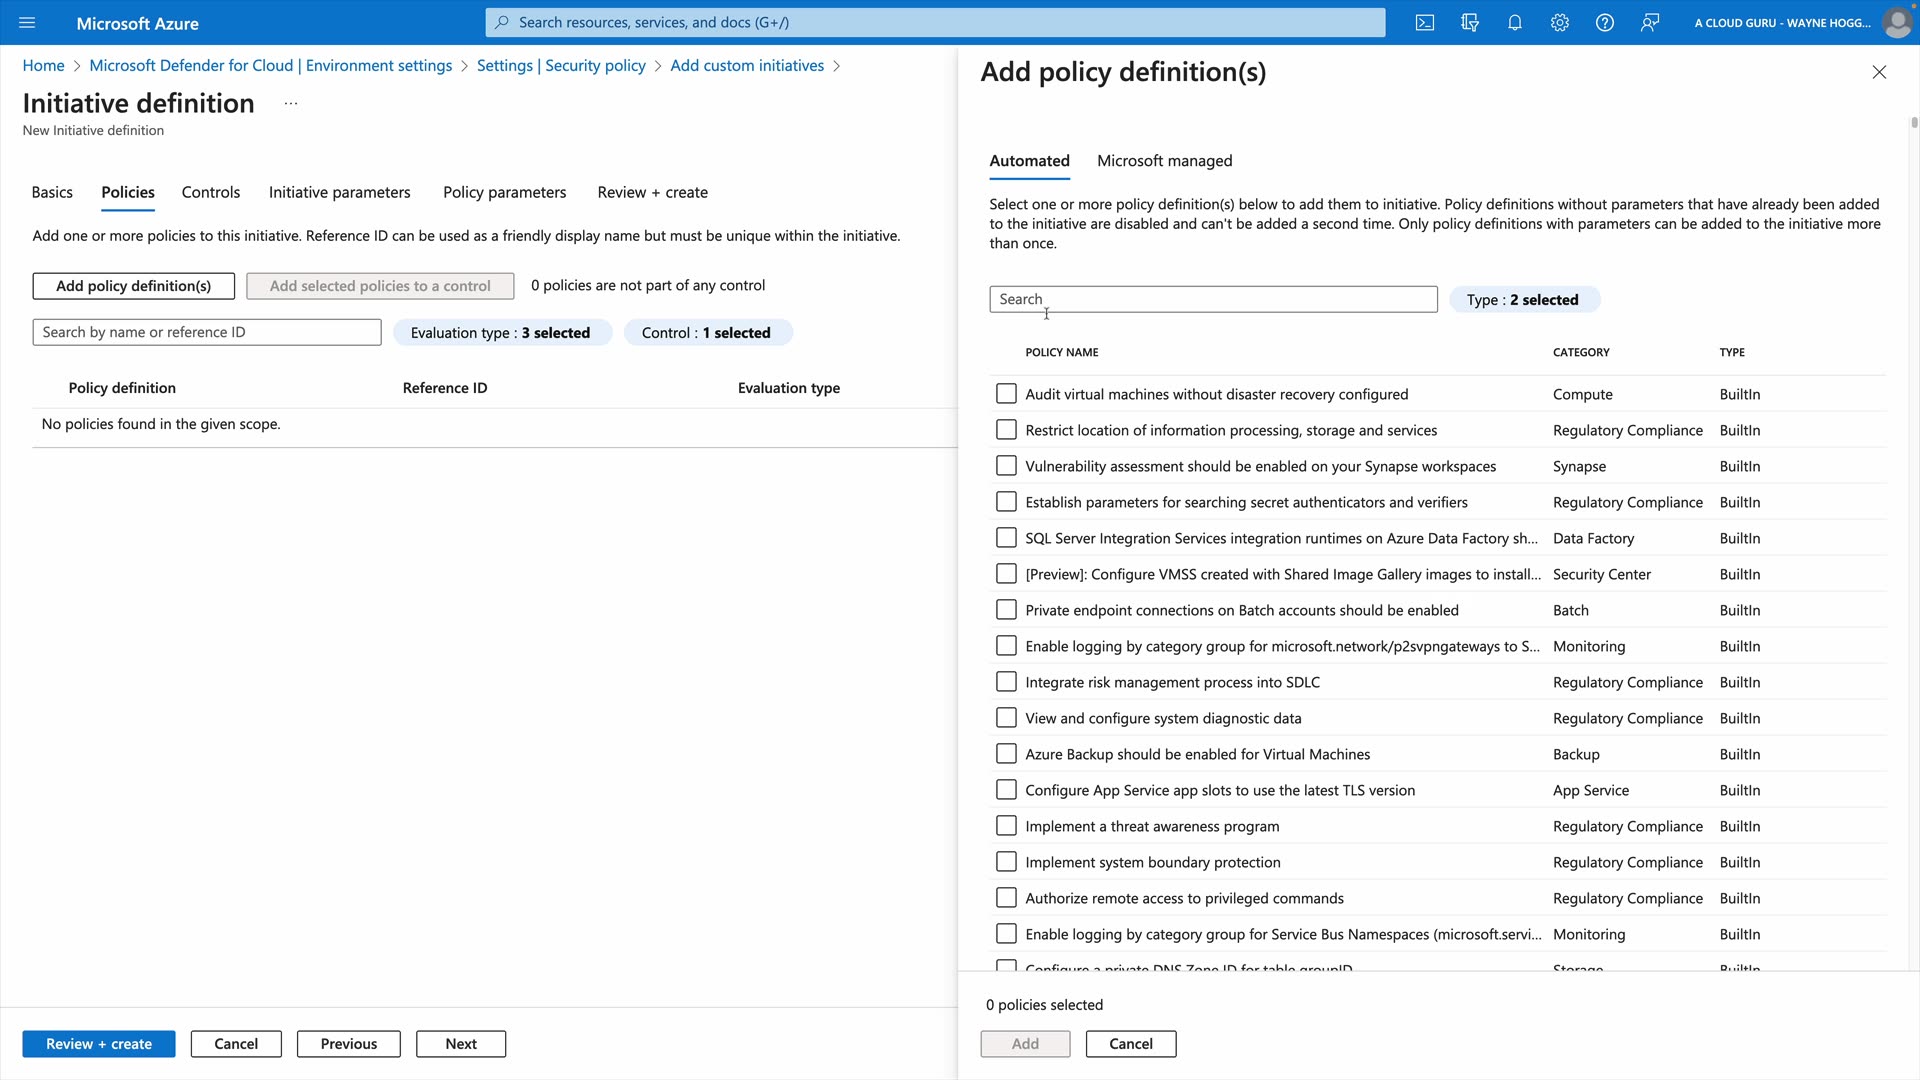 Microsoft Azure
Search resources, services, and docs (G+/)
A CLOUD GURU - WAYNE HOGG...
Home > Microsoft Defender for Cloud | Environment settings > Settings | Security policy > Add custom initiatives >
Initiative definition ...
New Initiative definition
Basics Policies Controls Initiative parameters Policy parameters Review + create
Add one or more policies to this initiative. Reference ID can be used as a friendly display name but must be unique within the initiative.
Add policy definition(s) Add selected policies to a control 0 policies are not part of any control
Search by name or reference ID Evaluation type : 3 selected Control : 1 selected
Policy definition Reference ID Evaluation type
No policies found in the given scope.
Review + create Cancel Previous Next
Add policy definition(s)
Automated Microsoft managed
Select one or more policy definition(s) below to add them to initiative. Policy definitions without parameters that have already been added
to the initiative are disabled and can't be added a second time. Only policy definitions with parameters can be added to the initiative more
than once.
Search Type : 2 selected
POLICY NAME CATEGORY TYPE
Audit virtual machines without disaster recovery configured Compute BuiltIn
Restrict location of information processing, storage and services Regulatory Compliance BuiltIn
Vulnerability assessment should be enabled on your Synapse workspaces Synapse BuiltIn
Establish parameters for searching secret authenticators and verifiers Regulatory Compliance BuiltIn
SQL Server Integration Services integration runtimes on Azure Data Factory sh... Data Factory BuiltIn
[Preview]: Configure VMSS created with Shared Image Gallery images to install... Security Center BuiltIn
Private endpoint connections on Batch accounts should be enabled Batch BuiltIn
Enable logging by category group for microsoft.network/p2svpngateways to S... Monitoring BuiltIn
Integrate risk management process into SDLC Regulatory Compliance BuiltIn
View and configure system diagnostic data Regulatory Compliance BuiltIn
Azure Backup should be enabled for Virtual Machines Backup BuiltIn
Configure App Service app slots to use the latest TLS version App Service BuiltIn
Implement a threat awareness program Regulatory Compliance BuiltIn
Implement system boundary protection Regulatory Compliance BuiltIn
Authorize remote access to privileged commands Regulatory Compliance BuiltIn
Enable logging by category group for Service Bus Namespaces (microsoft.servi... Monitoring BuiltIn
Configure a private DNS Zone ID for table groupID Storage BuiltIn
0 policies selected
Add Cancel